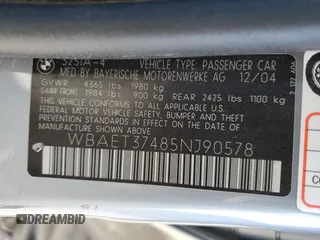 325iA-4 VEHICLE TYPE: PASSENGER CAR
MFD BY BAYERISCHE MOTORENWERKE AG 12/04
GVWR 4365 lbs 1980 kg
GAWR
FRONT 1984 lbs 900 kg REAR 2425 lbs 1100 kg
THIS VEHICLE CONFORMS TO ALL APPLICABLE
FEDERAL MOTOR VEHICLE SAFETY, BUMPER,
AND THEFT PREVENTION STANDARDS IN
EFFECT ON THE DATE OF MANUFACTURE
SHOWN ABOVE.
WBAET37485NJ90578
DREAMBID